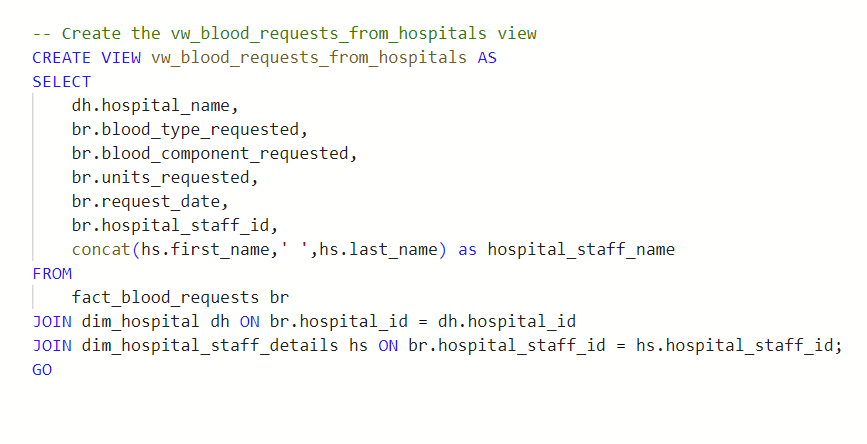 -- Create the vw_blood_requests_from_hospitals view
CREATE VIEW vw_blood_requests_from_hospitals AS
SELECT
    dh.hospital_name,
    br.blood_type_requested,
    br.blood_component_requested,
    br.units_requested,
    br.request_date,
    br.hospital_staff_id,
    concat(hs.first_name,' ',hs.last_name) as hospital_staff_name
FROM
    fact_blood_requests br
JOIN dim_hospital dh ON br.hospital_id = dh.hospital_id
JOIN dim_hospital_staff_details hs ON br.hospital_staff_id = hs.hospital_staff_id;
GO